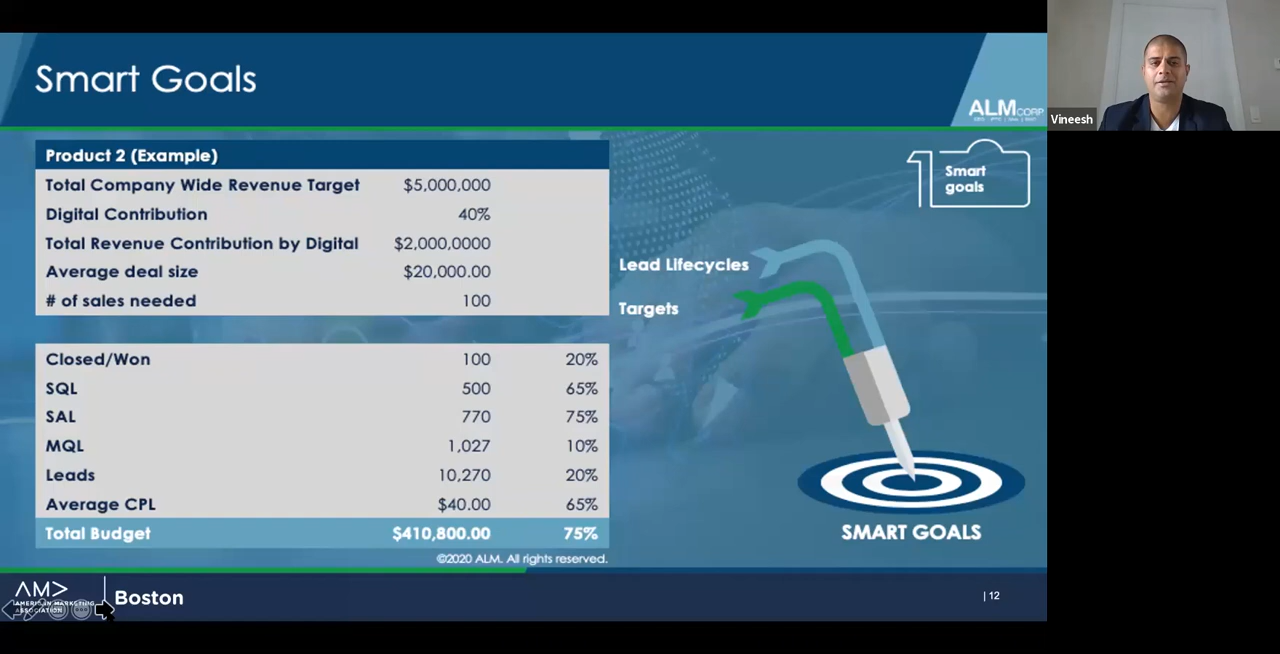 Smart Goals
ALMCORP
Vineesh
Product 2 (Example)
Total Company Wide Revenue Target $5,000,000
Digital Contribution 40%
Total Revenue Contribution by Digital $2,000,0000
Average deal size $20,000.00
# of sales needed 100
Closed/Won 100 20%
SQL 500 65%
SAL 770 75%
MQL 1,027 10%
Leads 10,270 20%
Average CPL $40.00 65%
Total Budget $410,800.00 75%
©2020 ALM. All rights reserved.
1 Smart
goals
Lead Lifecycles
Targets
SMART GOALS
AMA
AMERICAN MARKETING
ASSOCIATION
Boston
| 12